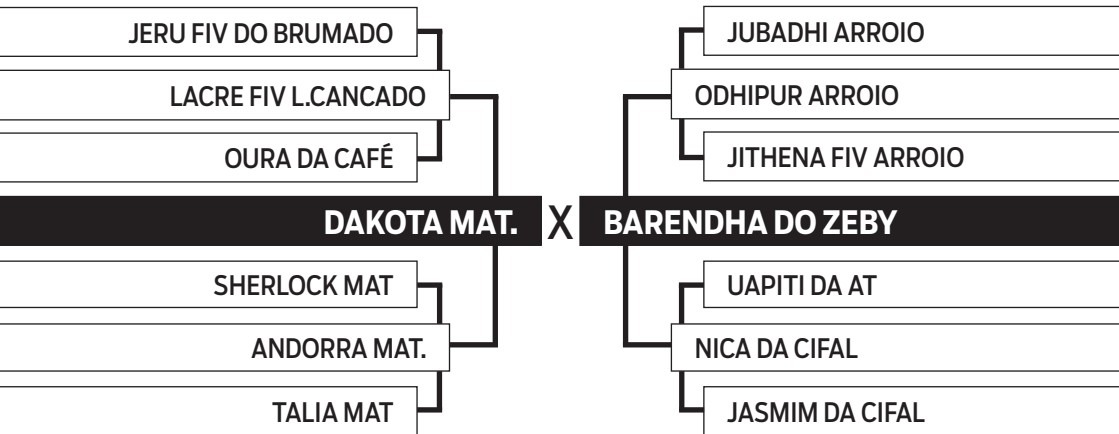 JERU FIV DO BRUMADO
LACRE FIV L.CANCADO
OURA DA CAFÉ
DAKOTA MAT. X BARENDHA DO ZEBY
SHERLOCK MAT
ANDORRA MAT.
TALIA MAT
JUBADHI ARROIO
ODHIPUR ARROIO
JITHENA FIV ARROIO
UAPITI DA AT
NICA DA CIFAL
JASMIM DA CIFAL